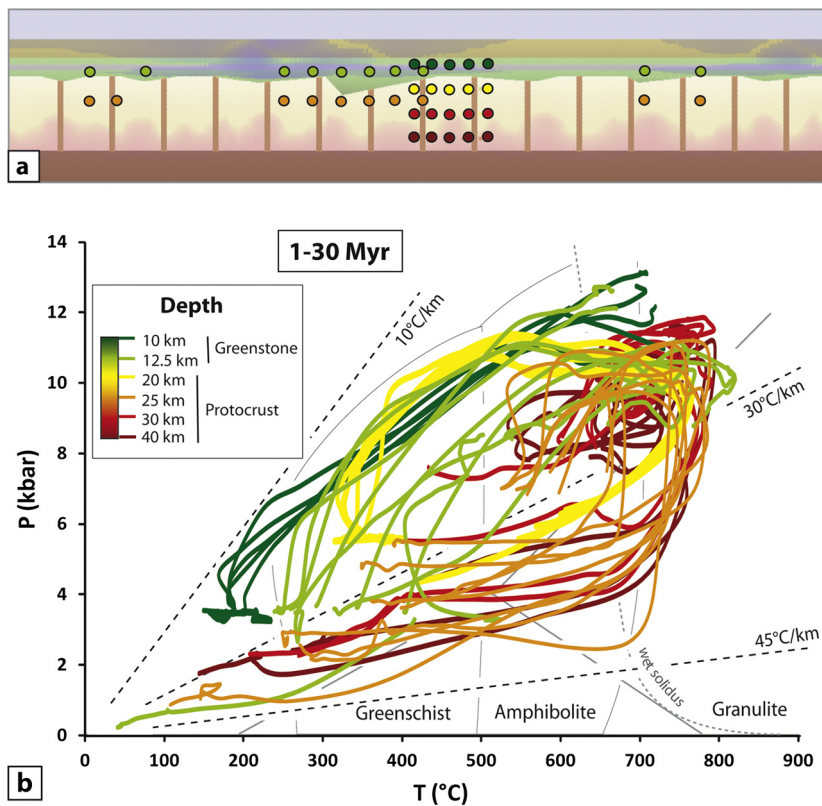 a
1-30 Myr
14
12
10
8
6
4
2
0
P (kbar)
Depth
10 km
12.5 km
Greenstone
20 km
25 km
Protocrust
30 km
40 km
10°C/km
30°C/km
45°C/km
wet solidus
Greenschist
Amphibolite
Granulite
0 100 200 300 400 500 600 700 800 900
T (°C)
b